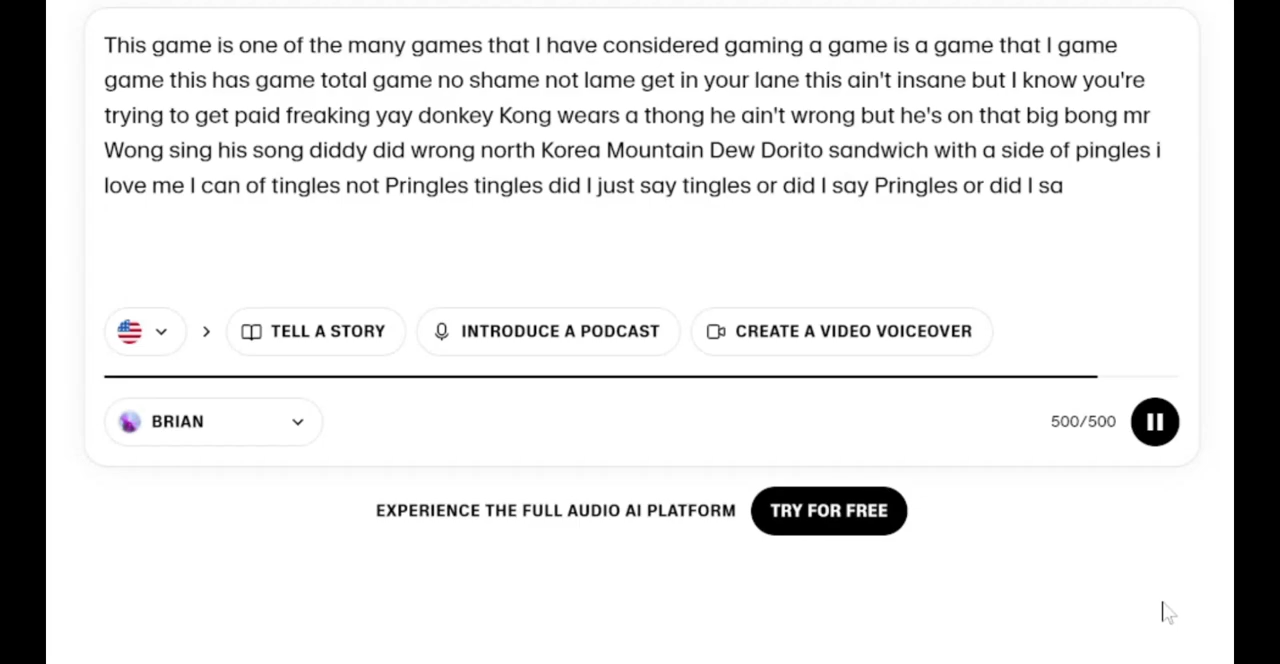 This game is one of the many games that I have considered gaming a game is a game that I game
game this has game total game no shame not lame get in your lane this ain't insane but I know you're
trying to get paid freaking yay donkey Kong wears a thong he ain't wrong but he's on that big bong mr
Wong sing his song diddy did wrong north Korea Mountain Dew Dorito sandwich with a side of pingles i
love me I can of tingles not Pringles tingles did I just say tingles or did I say Pringles or did I sa
TELL A STORY
INTRODUCE A PODCAST
CREATE A VIDEO VOICEOVER
BRIAN
500/500
EXPERIENCE THE FULL AUDIO AI PLATFORM
TRY FOR FREE